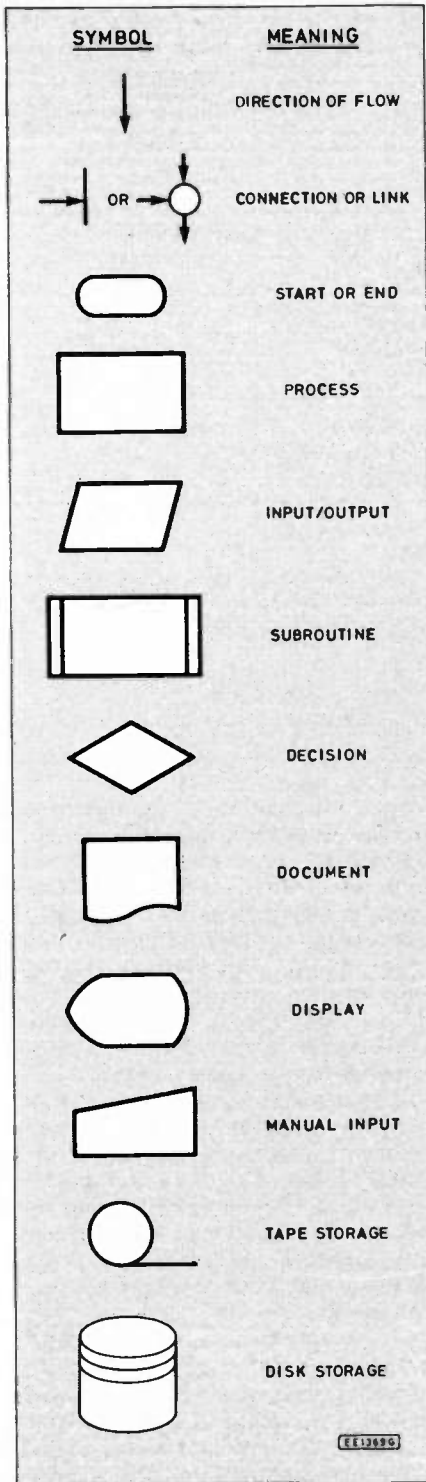 SYMBOL MEANING
DIRECTION OF FLOW
OR CONNECTION OR LINK
START OR END
PROCESS
INPUT/OUTPUT
SUBROUTINE
DECISION
DOCUMENT
DISPLAY
MANUAL INPUT
TAPE STORAGE
DISK STORAGE
EE1369G